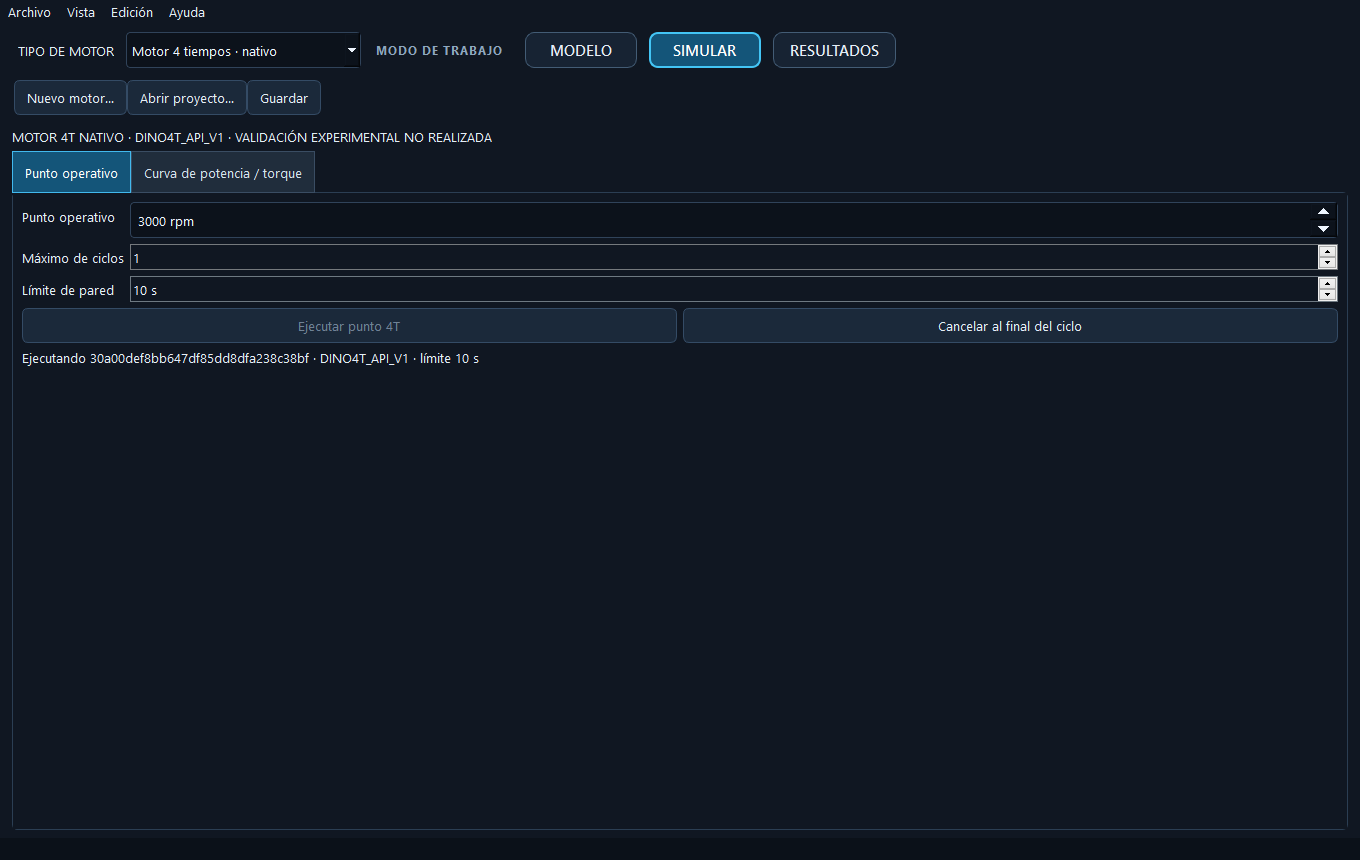 Archivo Vista Edición Ayuda
TIPO DE MOTOR Motor 4 tiempos · nativo MODO DE TRABAJO MODELO SIMULAR RESULTADOS
Nuevo motor... Abrir proyecto... Guardar
MOTOR 4T NATIVO · DINO4T_API_V1 · VALIDACIÓN EXPERIMENTAL NO REALIZADA
Punto operativo Curva de potencia / torque
Punto operativo 3000 rpm
Máximo de ciclos 1
Límite de pared 10 s
Ejecutar punto 4T Cancelar al final del ciclo
Ejecutando 30a00def8bb647df85dd8dfa238c38bf · DINO4T_API_V1 · límite 10 s